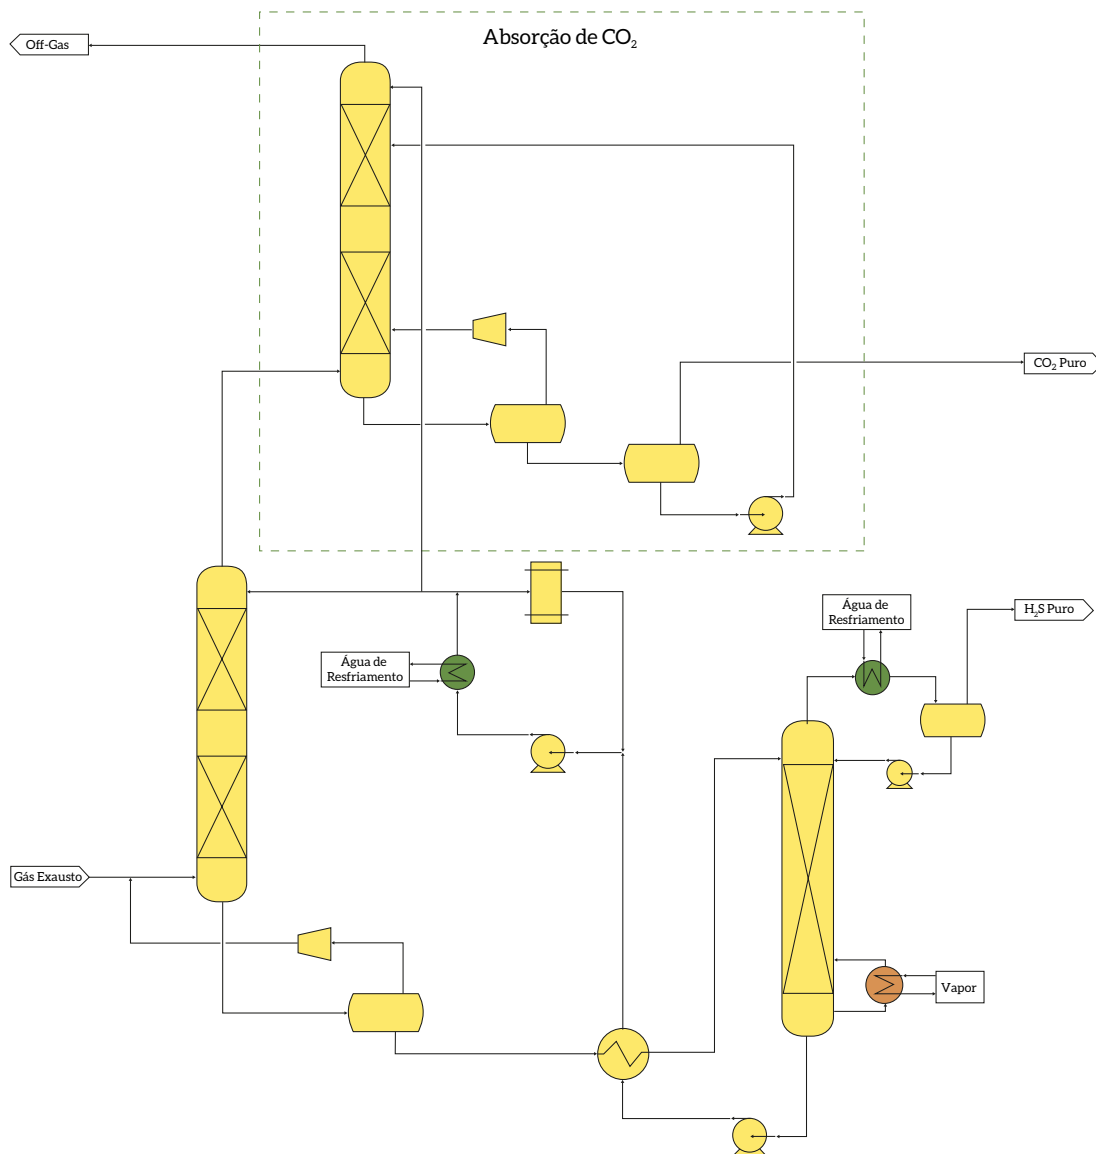 Absorção de CO₂
Off-Gas
CO₂ Puro
Água de
Resfriamento
H₂S Puro
Água de
Resfriamento
Gás Exausto
Vapor